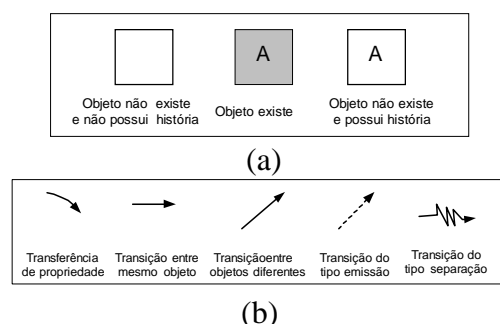 A
A
Objeto não existe
e não possui história
Objeto existe
Objeto não existe
e possui história
(a)
Transferência
de propriedade
Transição entre
mesmo objeto
Transiçãoentre
objetos diferentes
Transição do
tipo emissão
Transição do
tipo separação
(b)